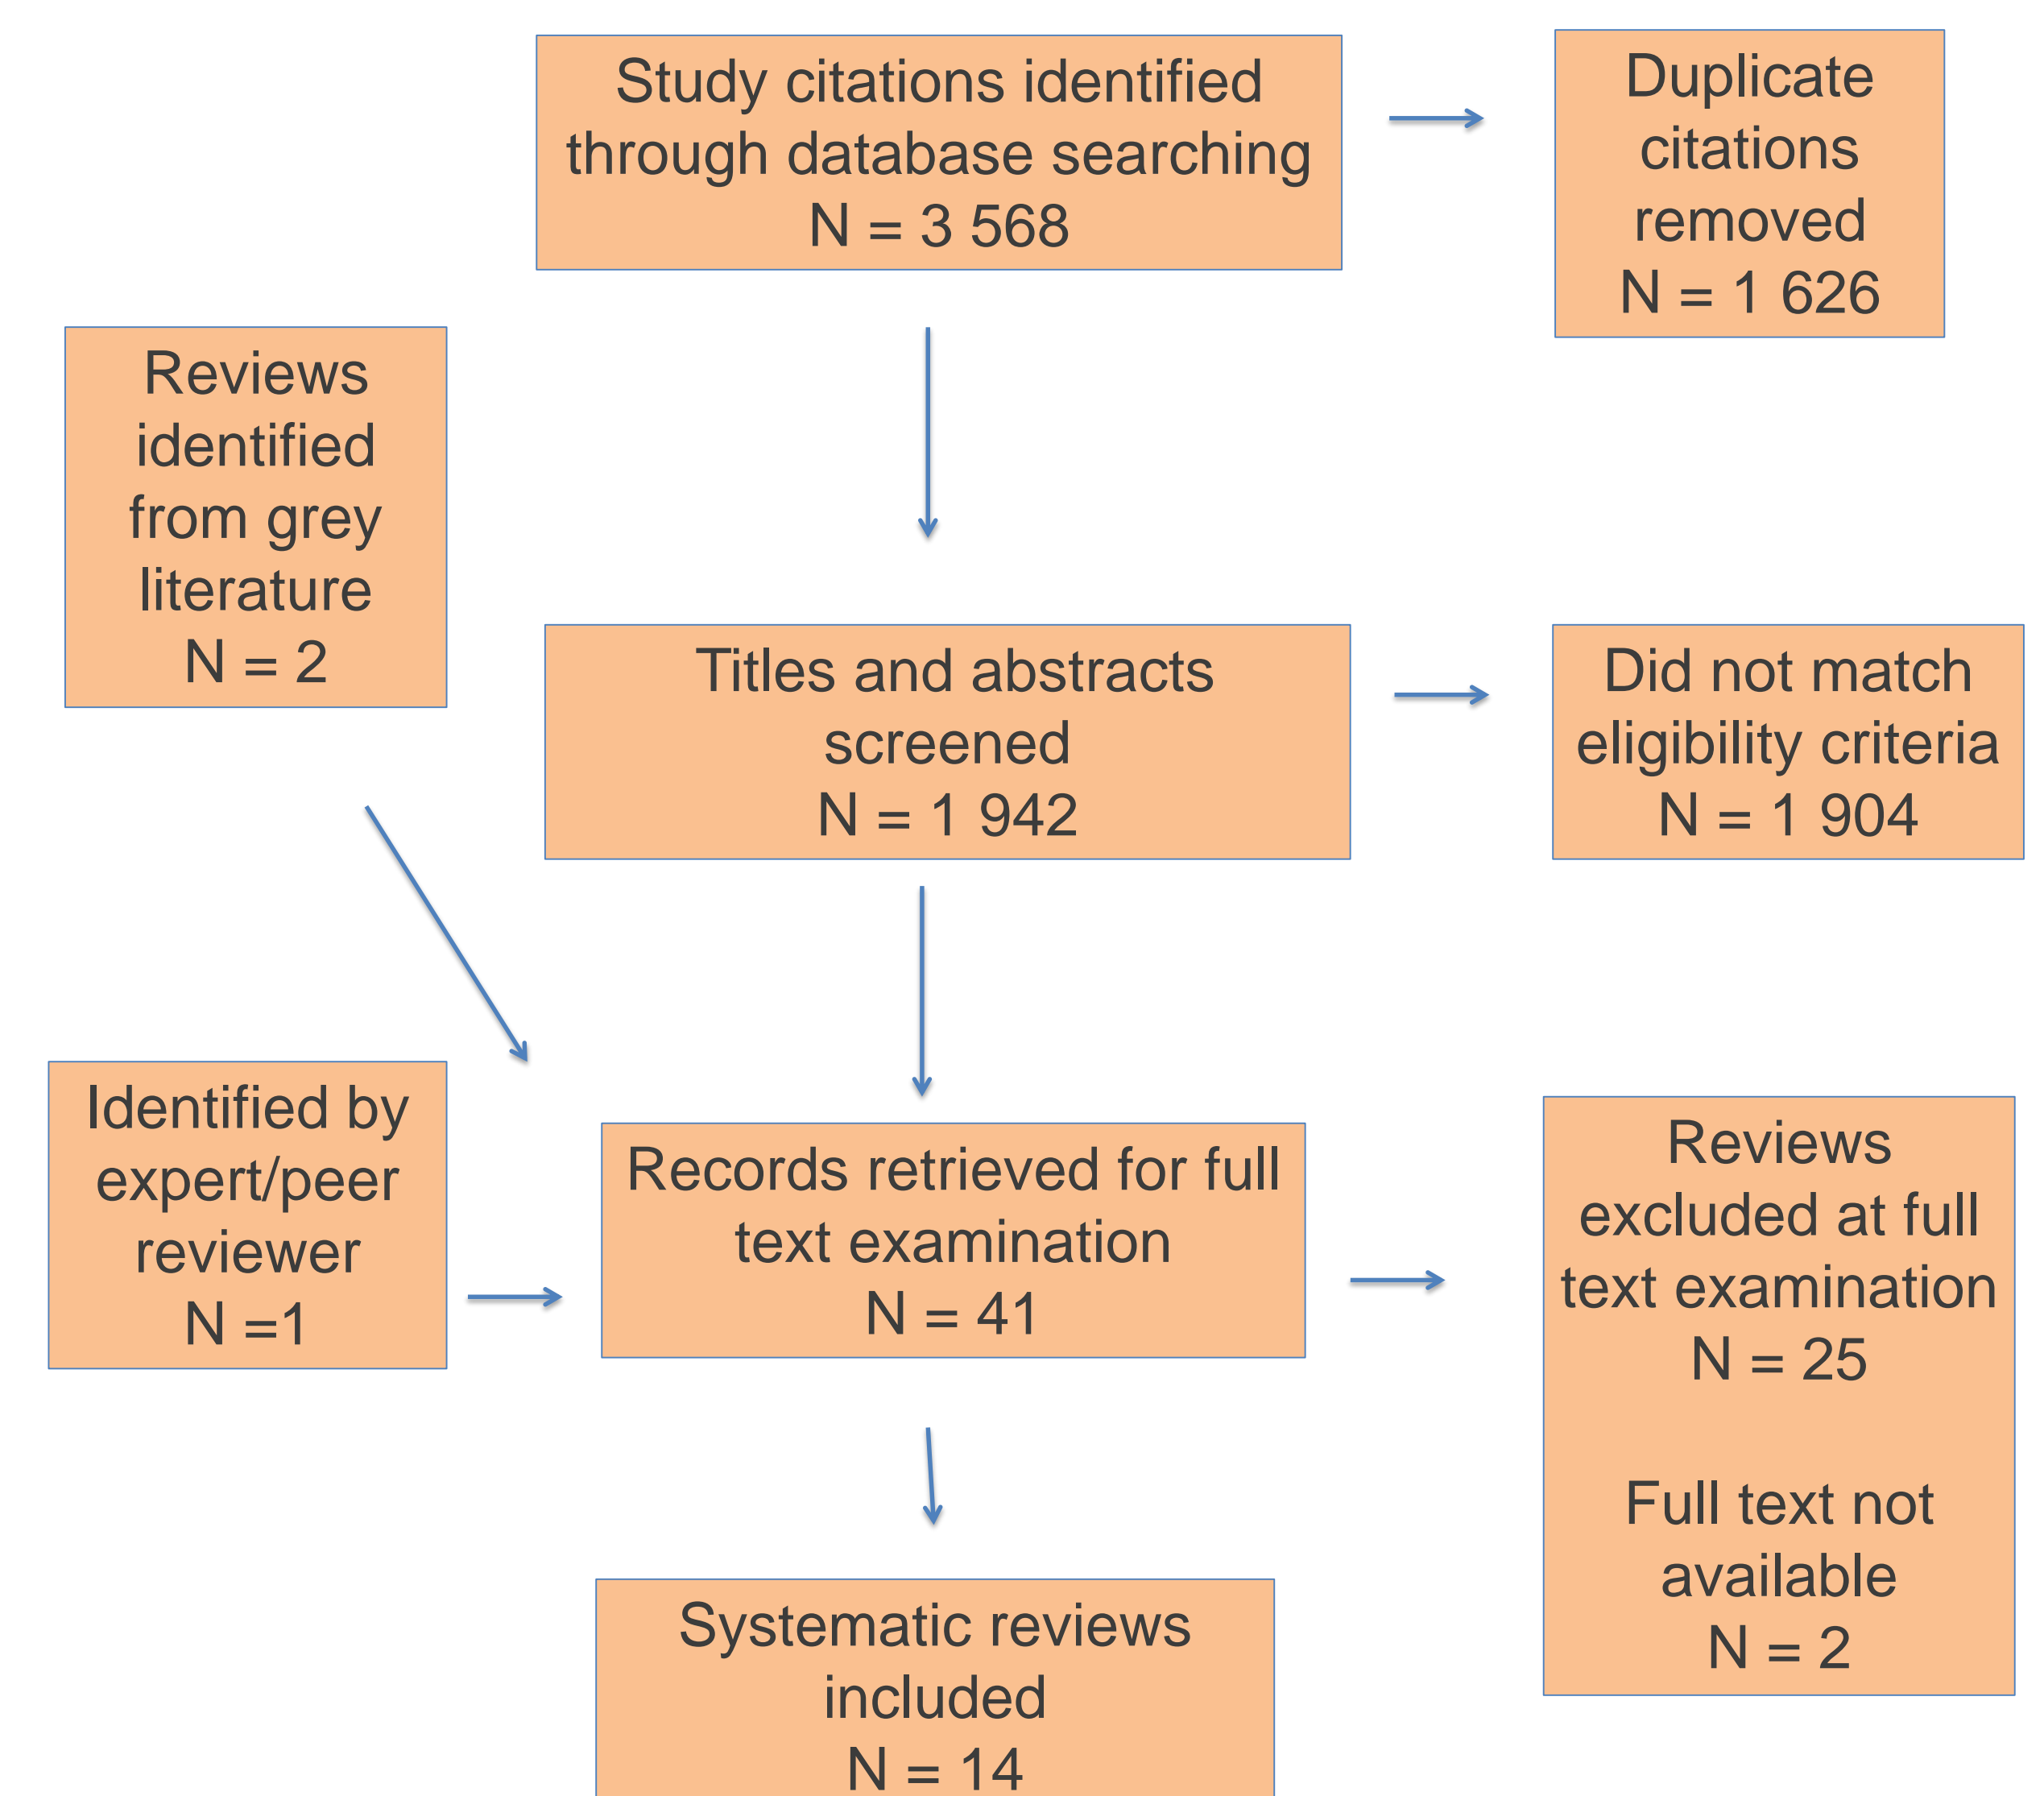 Study citations identified
through database searching
N = 3 568
Duplicate
citations
removed
N = 1 626
Reviews
identified
from grey
literature
N = 2
Titles and abstracts
screened
N = 1 942
Did not match
eligibility criteria
N = 1 904
Identified by
expert/peer
reviewer
N =1
Records retrieved for full
text examination
N = 41
Reviews
excluded at full
text examination
N = 25
Full text not
available
N = 2
Systematic reviews
included
N = 14